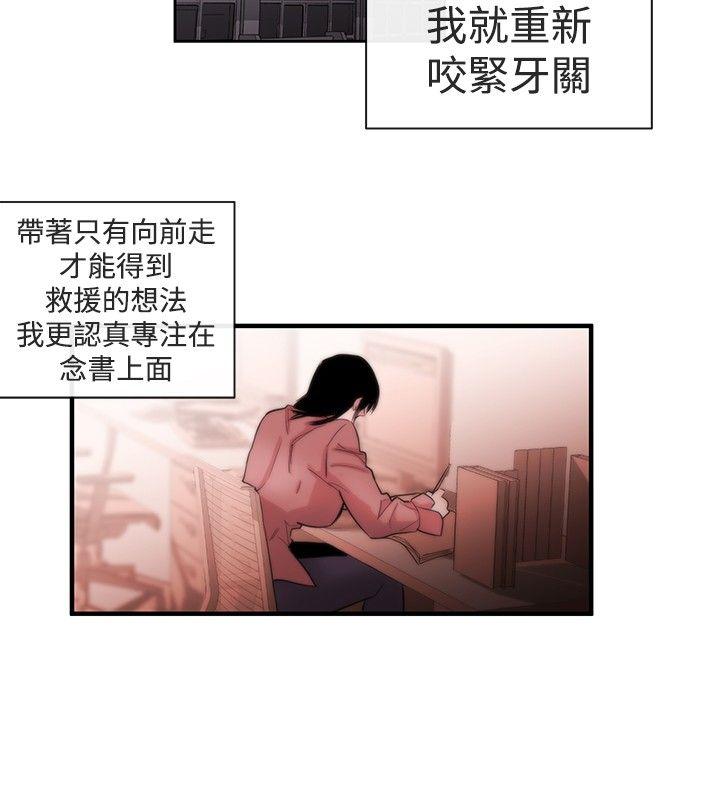 我就重新
咬緊牙關
帶著只有向前走
才能得到
救援的想法
我更認真專注在
念書上面